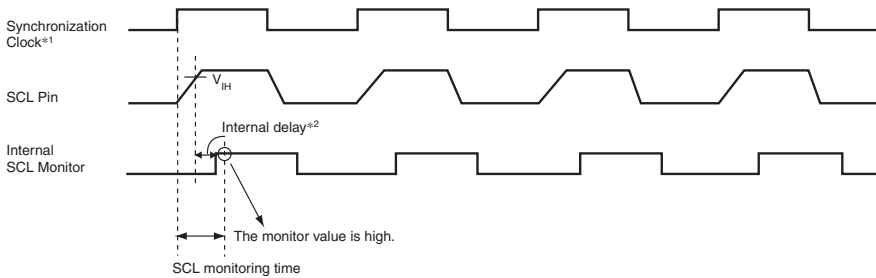 Synchronization
Clock*1
VIH
SCL Pin
Internal delay*2
Internal
SCL Monitor
The monitor value is high.
SCL monitoring time